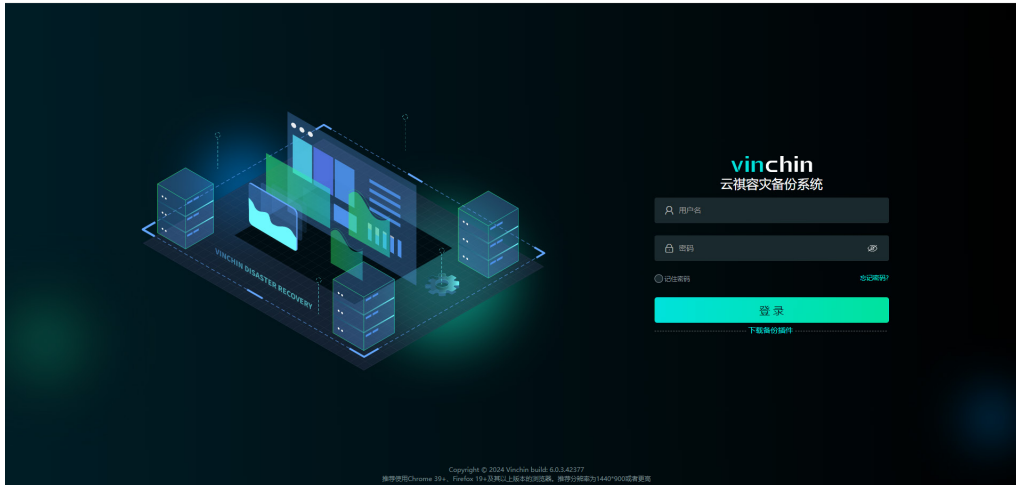 VINCHIN DISASTER RECOVERY
vinchin
云祺容灾备份系统
用户名
密码
记住密码
忘记密码?
登录
下载备份插件
Copyright © 2024 Vinchin build: 6.0.3.42377
推荐使用Chrome 39+、Firefox 19+及其以上版本的浏览器，推荐分辨率为1440*900或者更高